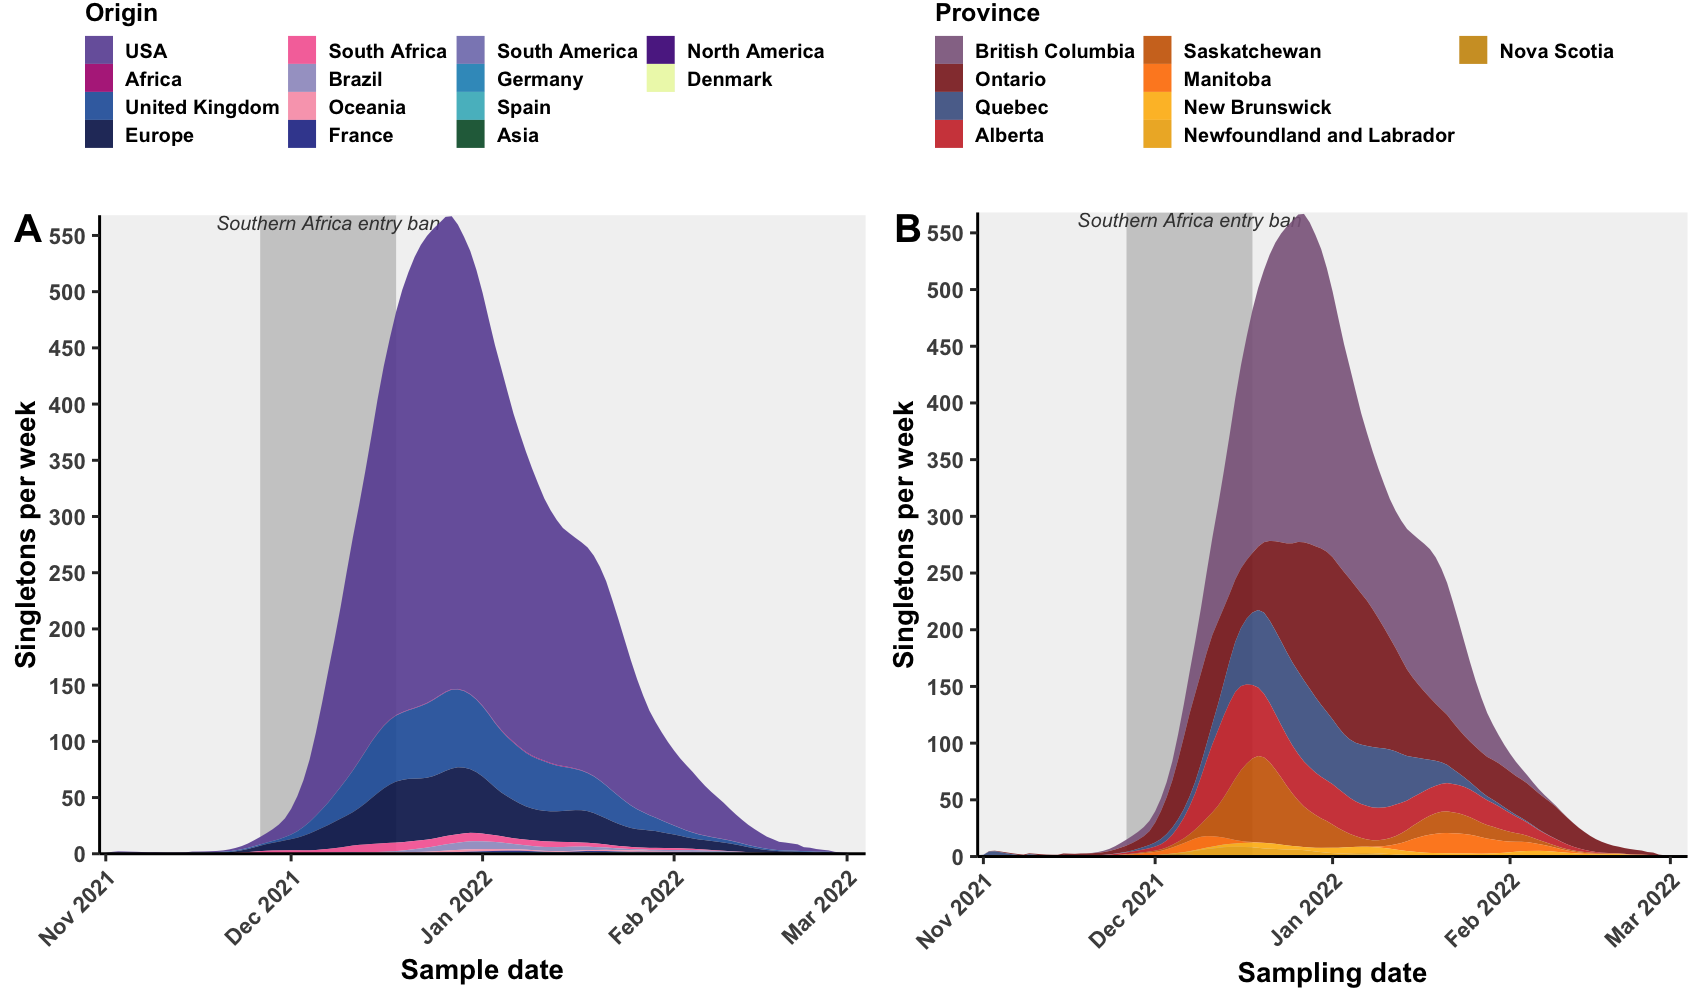 Origin
USA
Africa
United Kingdom
Europe
South Africa
Brazil
Oceania
France
South America
Germany
Spain
Asia
North America
Denmark
Province
British Columbia
Ontario
Quebec
Alberta
Saskatchewan
Manitoba
New Brunswick
Newfoundland and Labrador
Nova Scotia
A
Southern Africa entry ban
Singletons per week
550
500
450
400
350
300
250
200
150
100
50
0
Nov 2021
Dec 2021
Jan 2022
Feb 2022
Mar 2022
Sample date
B
Southern Africa entry ban
Singletons per week
550
500
450
400
350
300
250
200
150
100
50
0
Nov 2021
Dec 2021
Jan 2022
Feb 2022
Mar 2022
Sampling date